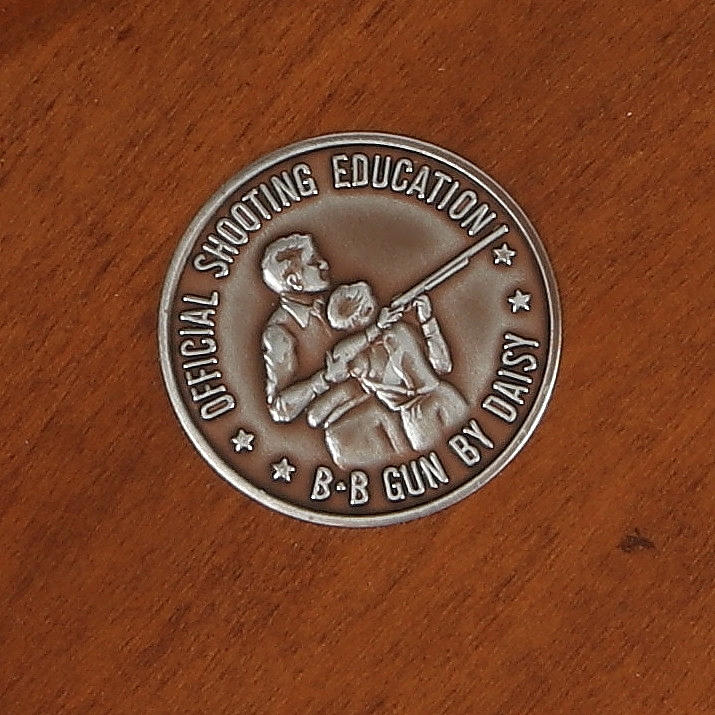 OFFICIAL SHOOTING EDUCATION
B-B GUN BY DAISY